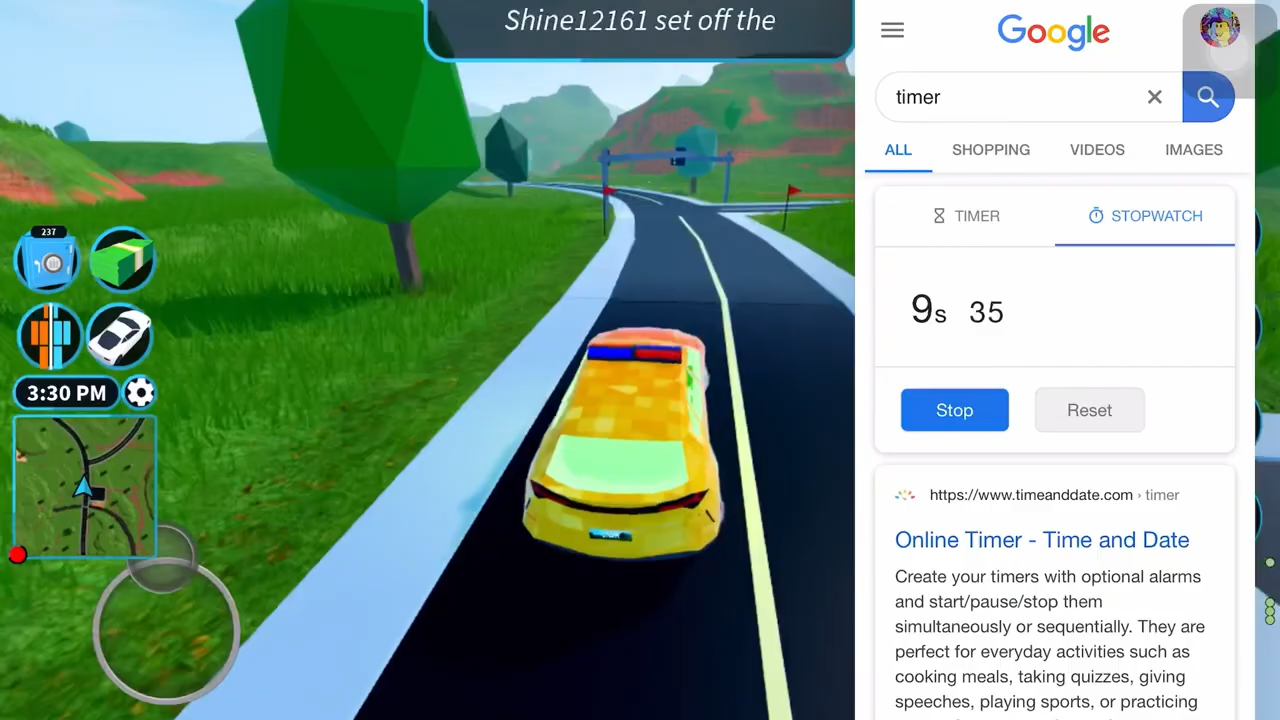 Shine12161 set off the
237
3:30 PM
Google
timer
ALL
SHOPPING
VIDEOS
IMAGES
TIMER
STOPWATCH
9s 35
Stop
Reset
https://www.timeanddate.com › timer
Online Timer - Time and Date
Create your timers with optional alarms
and start/pause/stop them
simultaneously or sequentially. They are
perfect for everyday activities such as
cooking meals, taking quizzes, giving
speeches, playing sports, or practicing